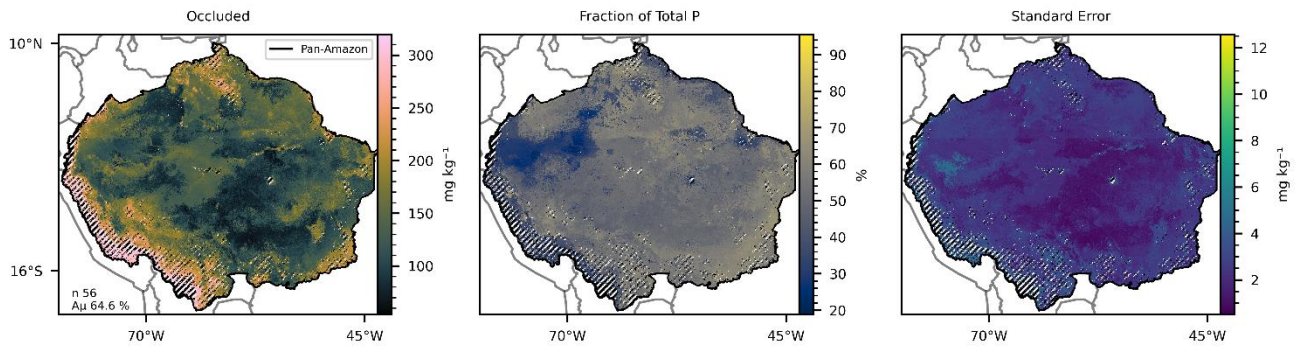 Occluded
Fraction of Total P
Standard Error
10°N
16°S
70°W
45°W
Pan-Amazon
n 56
Aμ 64.6 %
300
250
200
150
100
mg kg⁻¹
70°W
45°W
90
80
70
60
50
40
30
20
%
70°W
45°W
12
10
8
6
4
2
mg kg⁻¹